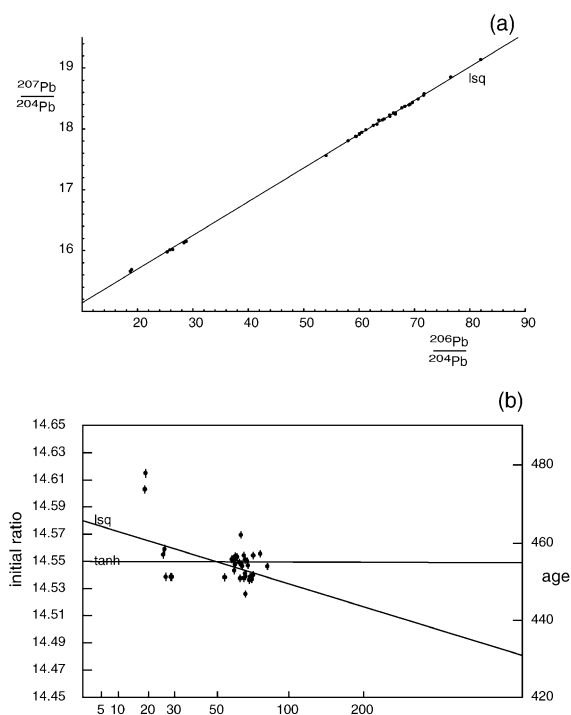 (a)
19
207Pb
204Pb
lsq
18
17
16
20 30 40 50 60 70 80 90
206Pb
204Pb
(b)
14.65
14.63
14.61
14.59
14.57
14.55
14.53
14.51
14.49
14.47
14.45
initial ratio
lsq
tanh
480
460
age
440
420
5 10 20 30 50 100 200